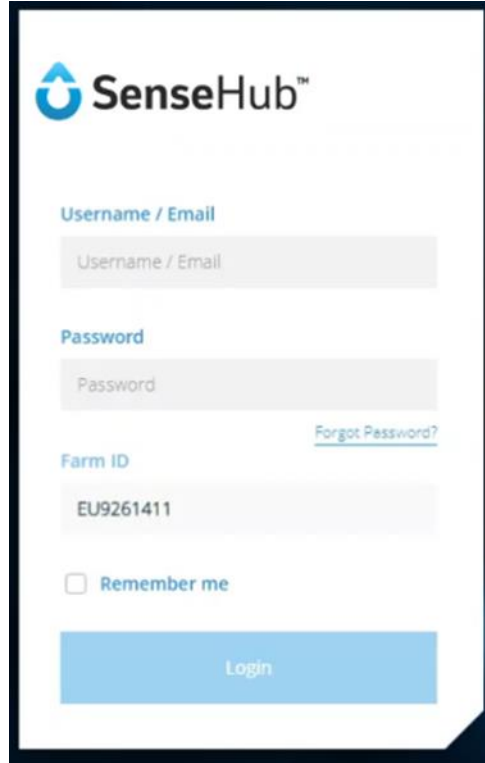 SenseHub™
Username / Email
Username / Email
Password
Password
Forgot Password?
Farm ID
EU9261411
Remember me
Login